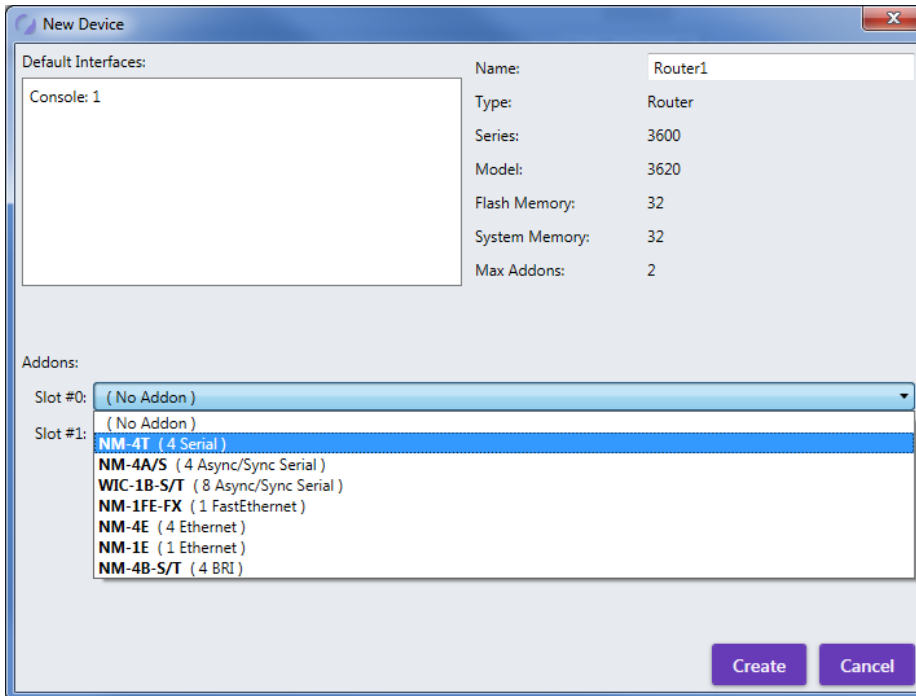 New Device
Default Interfaces:
Console: 1
Name: Router1
Type: Router
Series: 3600
Model: 3620
Flash Memory: 32
System Memory: 32
Max Addons: 2
Addons:
Slot #0: ( No Addon )
Slot #1:
( No Addon )
NM-4T ( 4 Serial )
NM-4A/S ( 4 Async/Sync Serial )
WIC-1B-S/T ( 8 Async/Sync Serial )
NM-1FE-FX ( 1 FastEthernet )
NM-4E ( 4 Ethernet )
NM-1E ( 1 Ethernet )
NM-4B-S/T ( 4 BRI )
Create Cancel